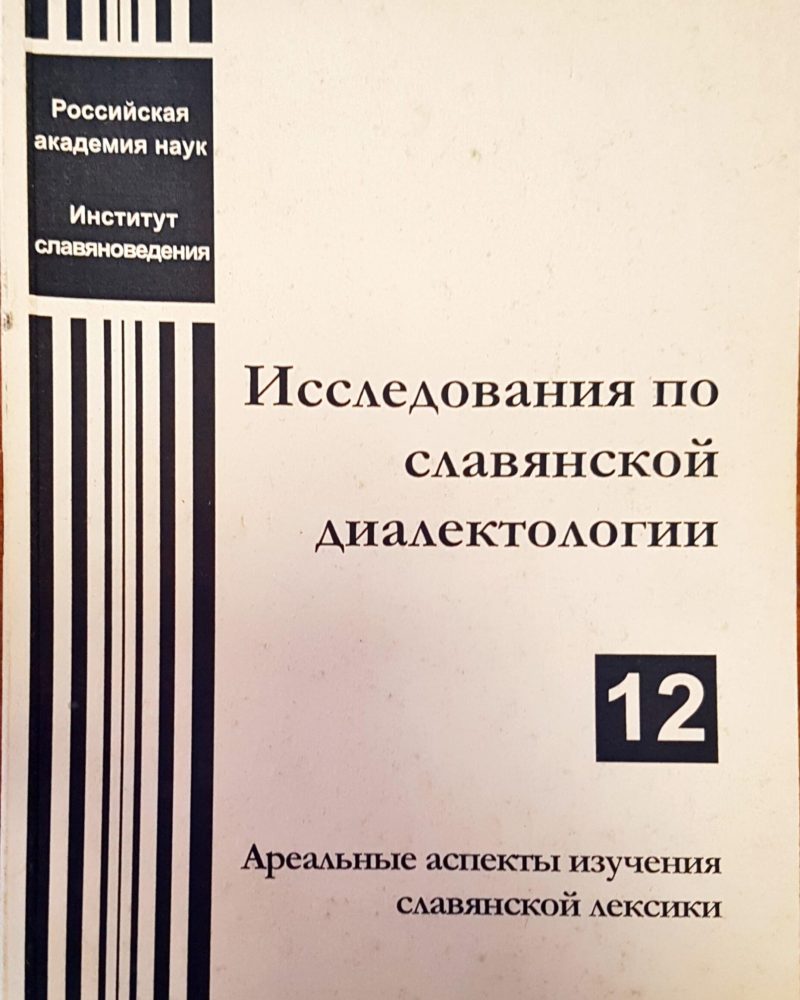 Российская
академия наук
Институт
славяноведения
Исследования по
славянской
диалектологии
12
Ареальные аспекты изучения
славянской лексики